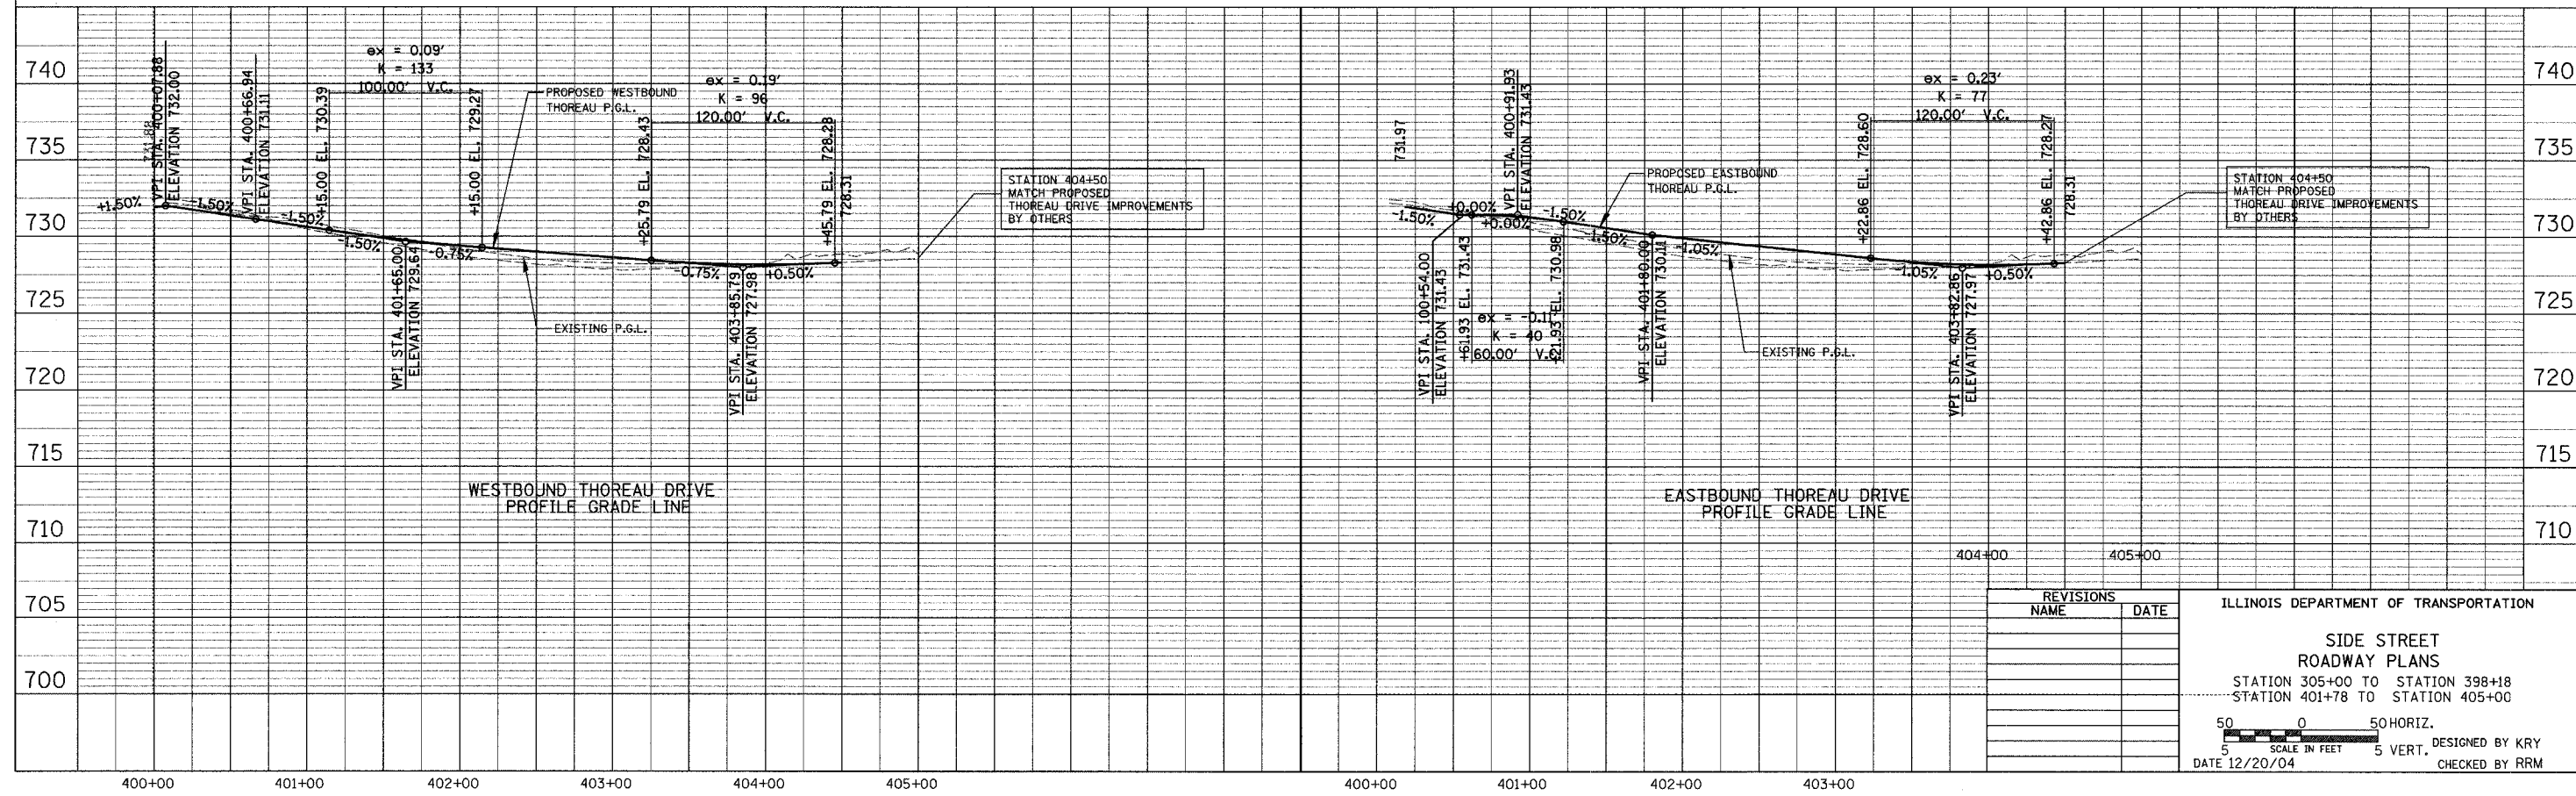 740
735
730
725
720
715
710
705
700
VPI STA. 400+07.88
ELEVATION 732.00
VPI STA. 400+66.94
ELEVATION 731.11
+15.00 EL. 730.39
ex = 0.09'
K = 133
100.00' V.C.
+15.00 EL. 729.27
PROPOSED WESTBOUND
THOREAU P.G.L.
+25.79 EL. 728.43
ex = 0.19'
K = 96
120.00' V.C.
+45.79 EL. 728.28
728.31
STATION 404+50
MATCH PROPOSED
THOREAU DRIVE IMPROVEMENTS
BY OTHERS
+1.50%
-1.50%
-1.50%
-1.50%
-0.75%
-0.75%
+0.50%
VPI STA. 401+65.00
ELEVATION 729.64
EXISTING P.G.L.
VPI STA. 403+85.79
ELEVATION 727.98
WESTBOUND THOREAU DRIVE
PROFILE GRADE LINE
400+00
401+00
402+00
403+00
404+00
405+00
731.97
VPI STA. 400+91.93
ELEVATION 731.43
PROPOSED EASTBOUND
THOREAU P.G.L.
+22.86 EL. 728.60
ex = 0.23'
K = 77
120.00' V.C.
+42.86 EL. 728.27
728.31
STATION 404+50
MATCH PROPOSED
THOREAU DRIVE IMPROVEMENTS
BY OTHERS
-1.50%
+0.00%
+0.00%
-1.50%
-1.50%
-1.05%
-1.05%
+0.50%
VPI STA. 100+54.00
ELEVATION 731.43
+61.93 EL. 731.43
K = 40
60.00' V.C.
+21.93 EL. 730.98
VPI STA. 401+80.00
ELEVATION 730.11
EXISTING P.G.L.
VPI STA. 403+82.86
ELEVATION 727.97
EASTBOUND THOREAU DRIVE
PROFILE GRADE LINE
404+00
405+00
400+00
401+00
402+00
403+00
740
735
730
725
720
715
710
REVISIONS
NAME DATE
ILLINOIS DEPARTMENT OF TRANSPORTATION
SIDE STREET
ROADWAY PLANS
STATION 305+00 TO STATION 398+18
STATION 401+78 TO STATION 405+00
50 0 50 HORIZ.
5 SCALE IN FEET 5 VERT.
DATE 12/20/04
DESIGNED BY KRY
CHECKED BY RRM